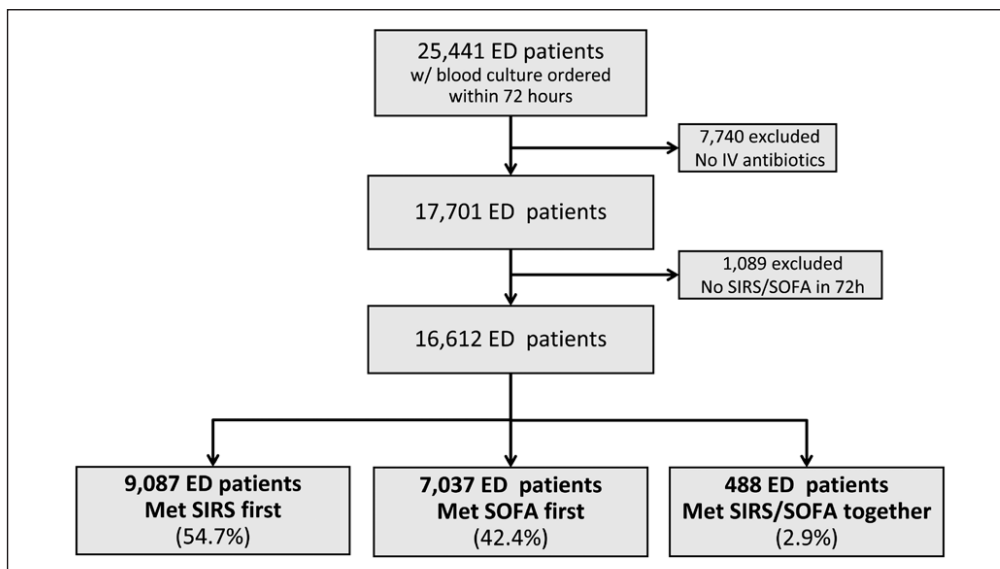 25,441 ED patients
w/ blood culture ordered
within 72 hours
7,740 excluded
No IV antibiotics
17,701 ED patients
1,089 excluded
No SIRS/SOFA in 72h
16,612 ED patients
9,087 ED patients
Met SIRS first
(54.7%)
7,037 ED patients
Met SOFA first
(42.4%)
488 ED patients
Met SIRS/SOFA together
(2.9%)